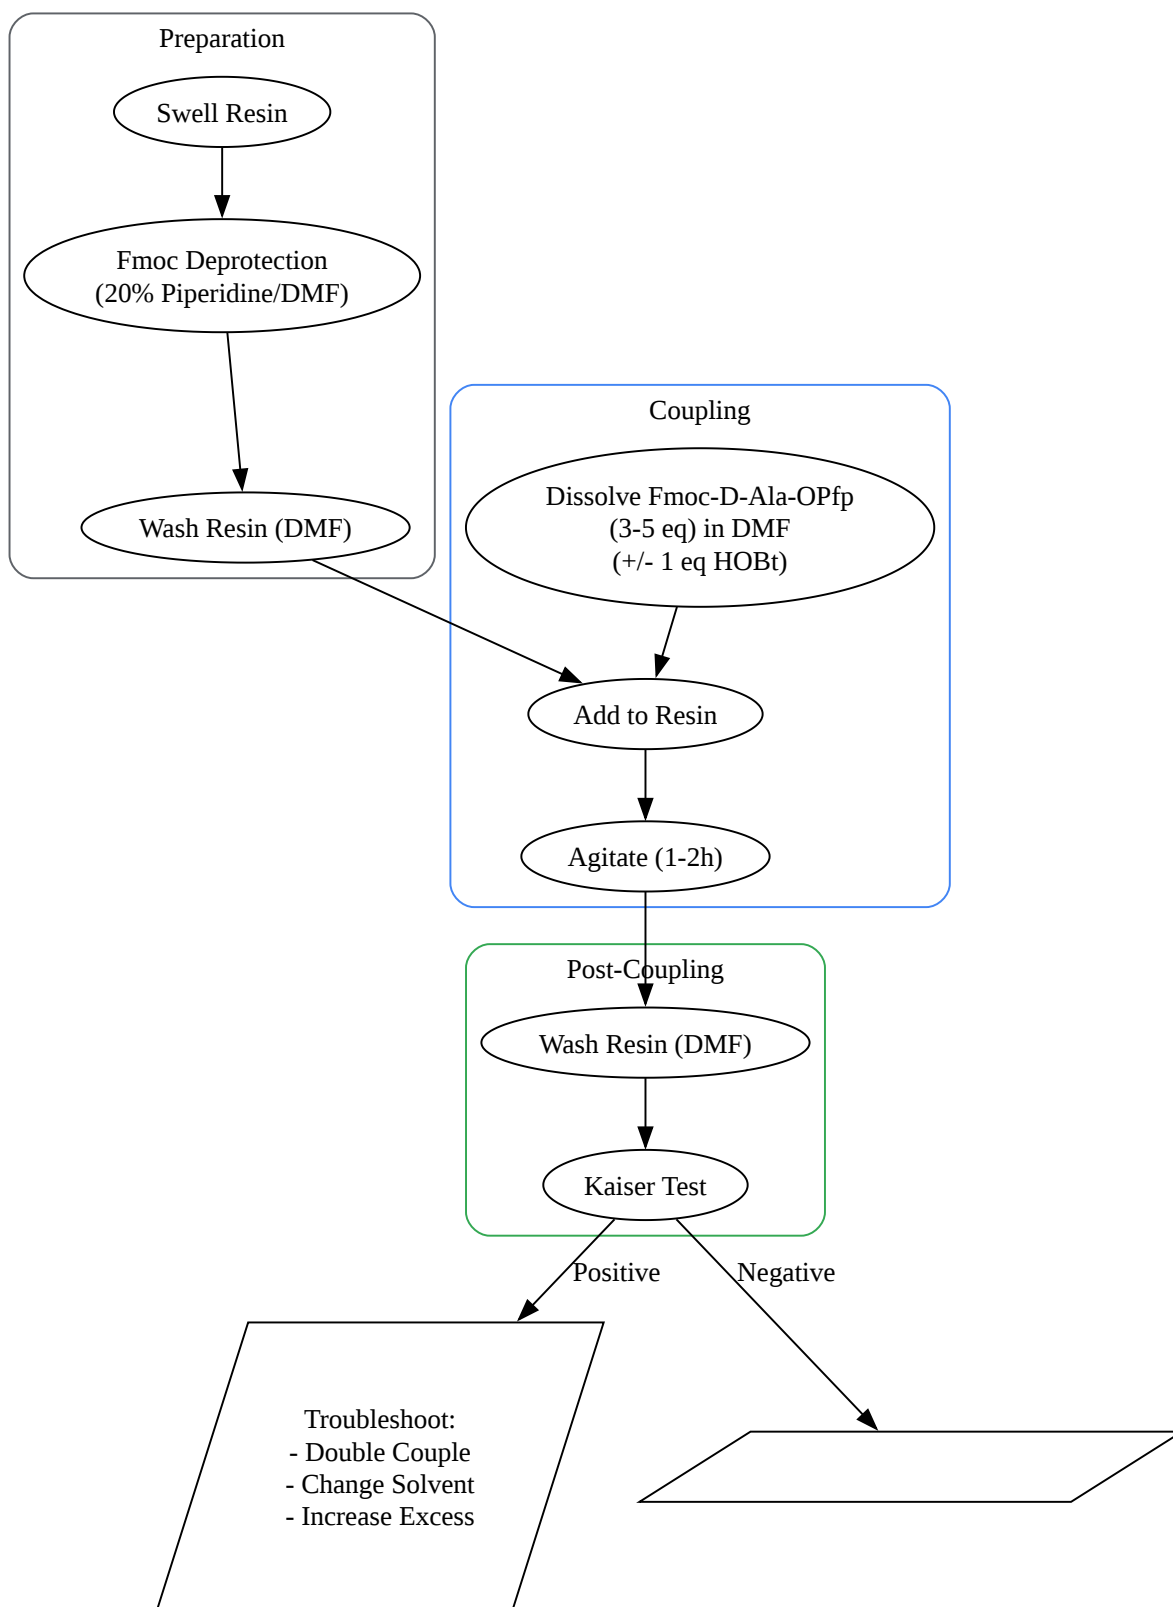 Preparation
Swell Resin
Fmoc Deprotection
(20% Piperidine/DMF)
Wash Resin (DMF)
Coupling
Dissolve Fmoc-D-Ala-OPfp
(3-5 eq) in DMF
(+/- 1 eq HOBt)
Add to Resin
Agitate (1-2h)
Post-Coupling
Wash Resin (DMF)
Kaiser Test
Positive
Negative
Troubleshoot:
- Double Couple
- Change Solvent
- Increase Excess